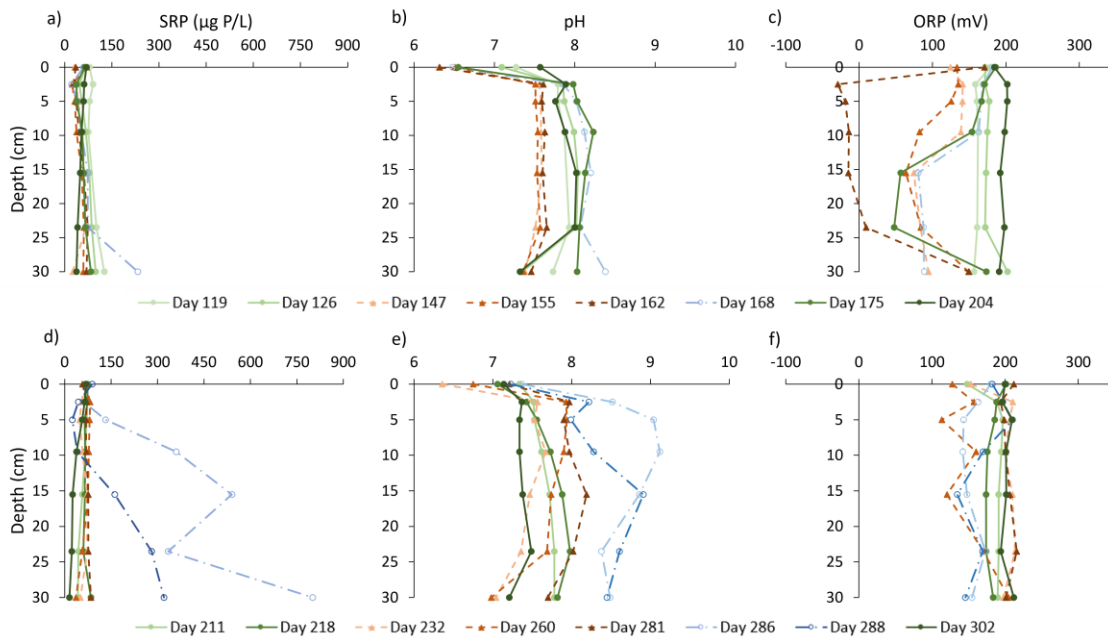 a) SRP (µg P/L) b) pH c) ORP (mV)
0 150 300 450 600 750 900 6 7 8 9 10 -100 0 100 200 300
0
5
10
15
20
25
30
Depth (cm)
Day 119 Day 126 Day 147 Day 155 Day 162 Day 168 Day 175 Day 204
d) e) f)
0 150 300 450 600 750 900 6 7 8 9 10 -100 0 100 200 300
0
5
10
15
20
25
30
Depth (cm)
Day 211 Day 218 Day 232 Day 260 Day 281 Day 286 Day 288 Day 302